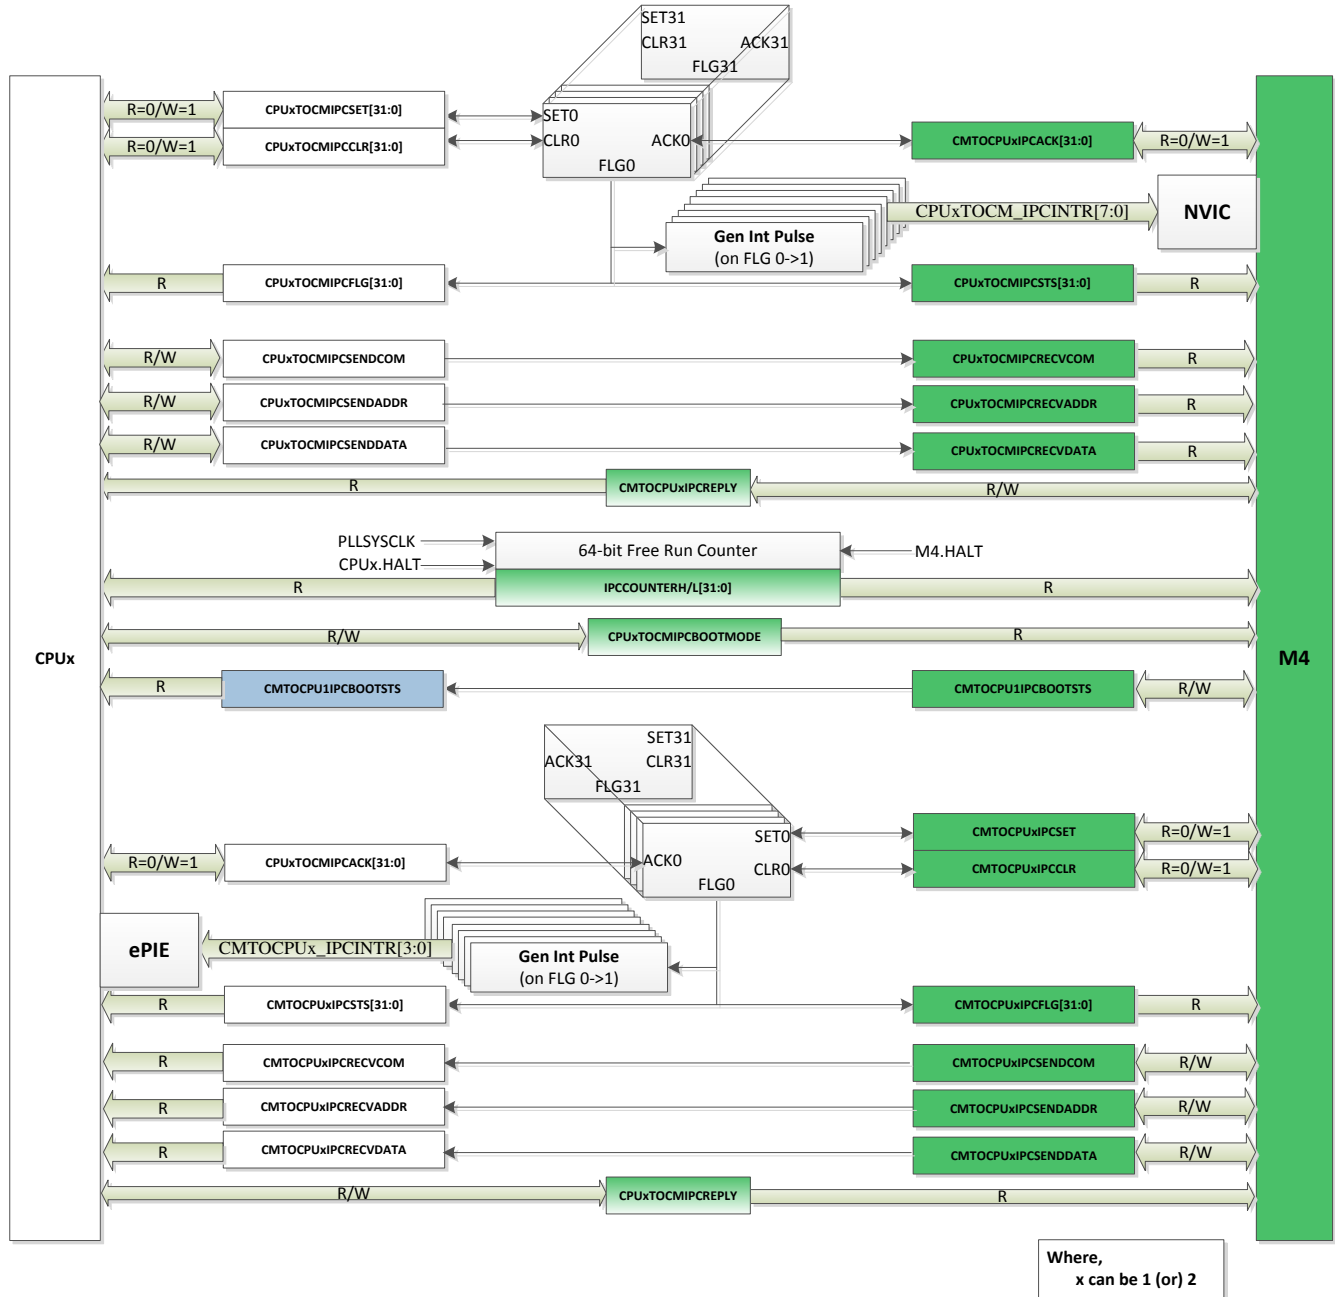 SET31
CLR31
ACK31
FLG31
R=0/W=1
CPUxTOCMIPCSET[31:0]
SET0
R=0/W=1
CPUxTOCMIPCCLR[31:0]
CLR0
ACK0
CMTOCPUxIPCACK[31:0]
R=0/W=1
FLG0
CPUxTOCM_IPCINTR[7:0]
NVIC
Gen Int Pulse
(on FLG 0->1)
R
CPUxTOCMIPCFLG[31:0]
CPUxTOCMIPCSTS[31:0]
R
R/W
CPUxTOCMIPCSENDCOM
CPUxTOCMIPCRECVCOM
R
R/W
CPUxTOCMIPCSENDADDR
CPUxTOCMIPCRECVADDR
R
R/W
CPUxTOCMIPCSENDDATA
CPUxTOCMIPCRECVDATA
R
R
CMTOCPUxIPCREPLY
R/W
PLLSYSCLK
64-bit Free Run Counter
M4.HALT
CPUx.HALT
R
IPCCOUNTERH/L[31:0]
R
R/W
CPUxTOCMIPCBOOTMODE
R
CPUx
M4
R
CMTOCPU1IPCBOOTSTS
CMTOCPU1IPCBOOTSTS
R/W
SET31
ACK31
CLR31
FLG31
SET0
CMTOCPUxIPCSET
R=0/W=1
R=0/W=1
CPUxTOCMIPCACK[31:0]
ACK0
CLR0
CMTOCPUxIPCCLR
R=0/W=1
FLG0
ePIE
CMTOCPUx_IPCINTR[3:0]
Gen Int Pulse
(on FLG 0->1)
R
CMTOCPUxIPCSTS[31:0]
CMTOCPUxIPCFLG[31:0]
R
R
CMTOCPUxIPCRECVCOM
CMTOCPUxIPCSENDCOM
R/W
R
CMTOCPUxIPCRECVADDR
CMTOCPUxIPCSENDADDR
R/W
R
CMTOCPUxIPCRECVDATA
CMTOCPUxIPCSENDDATA
R/W
R/W
CPUxTOCMIPCREPLY
R
Where,
x can be 1 (or) 2